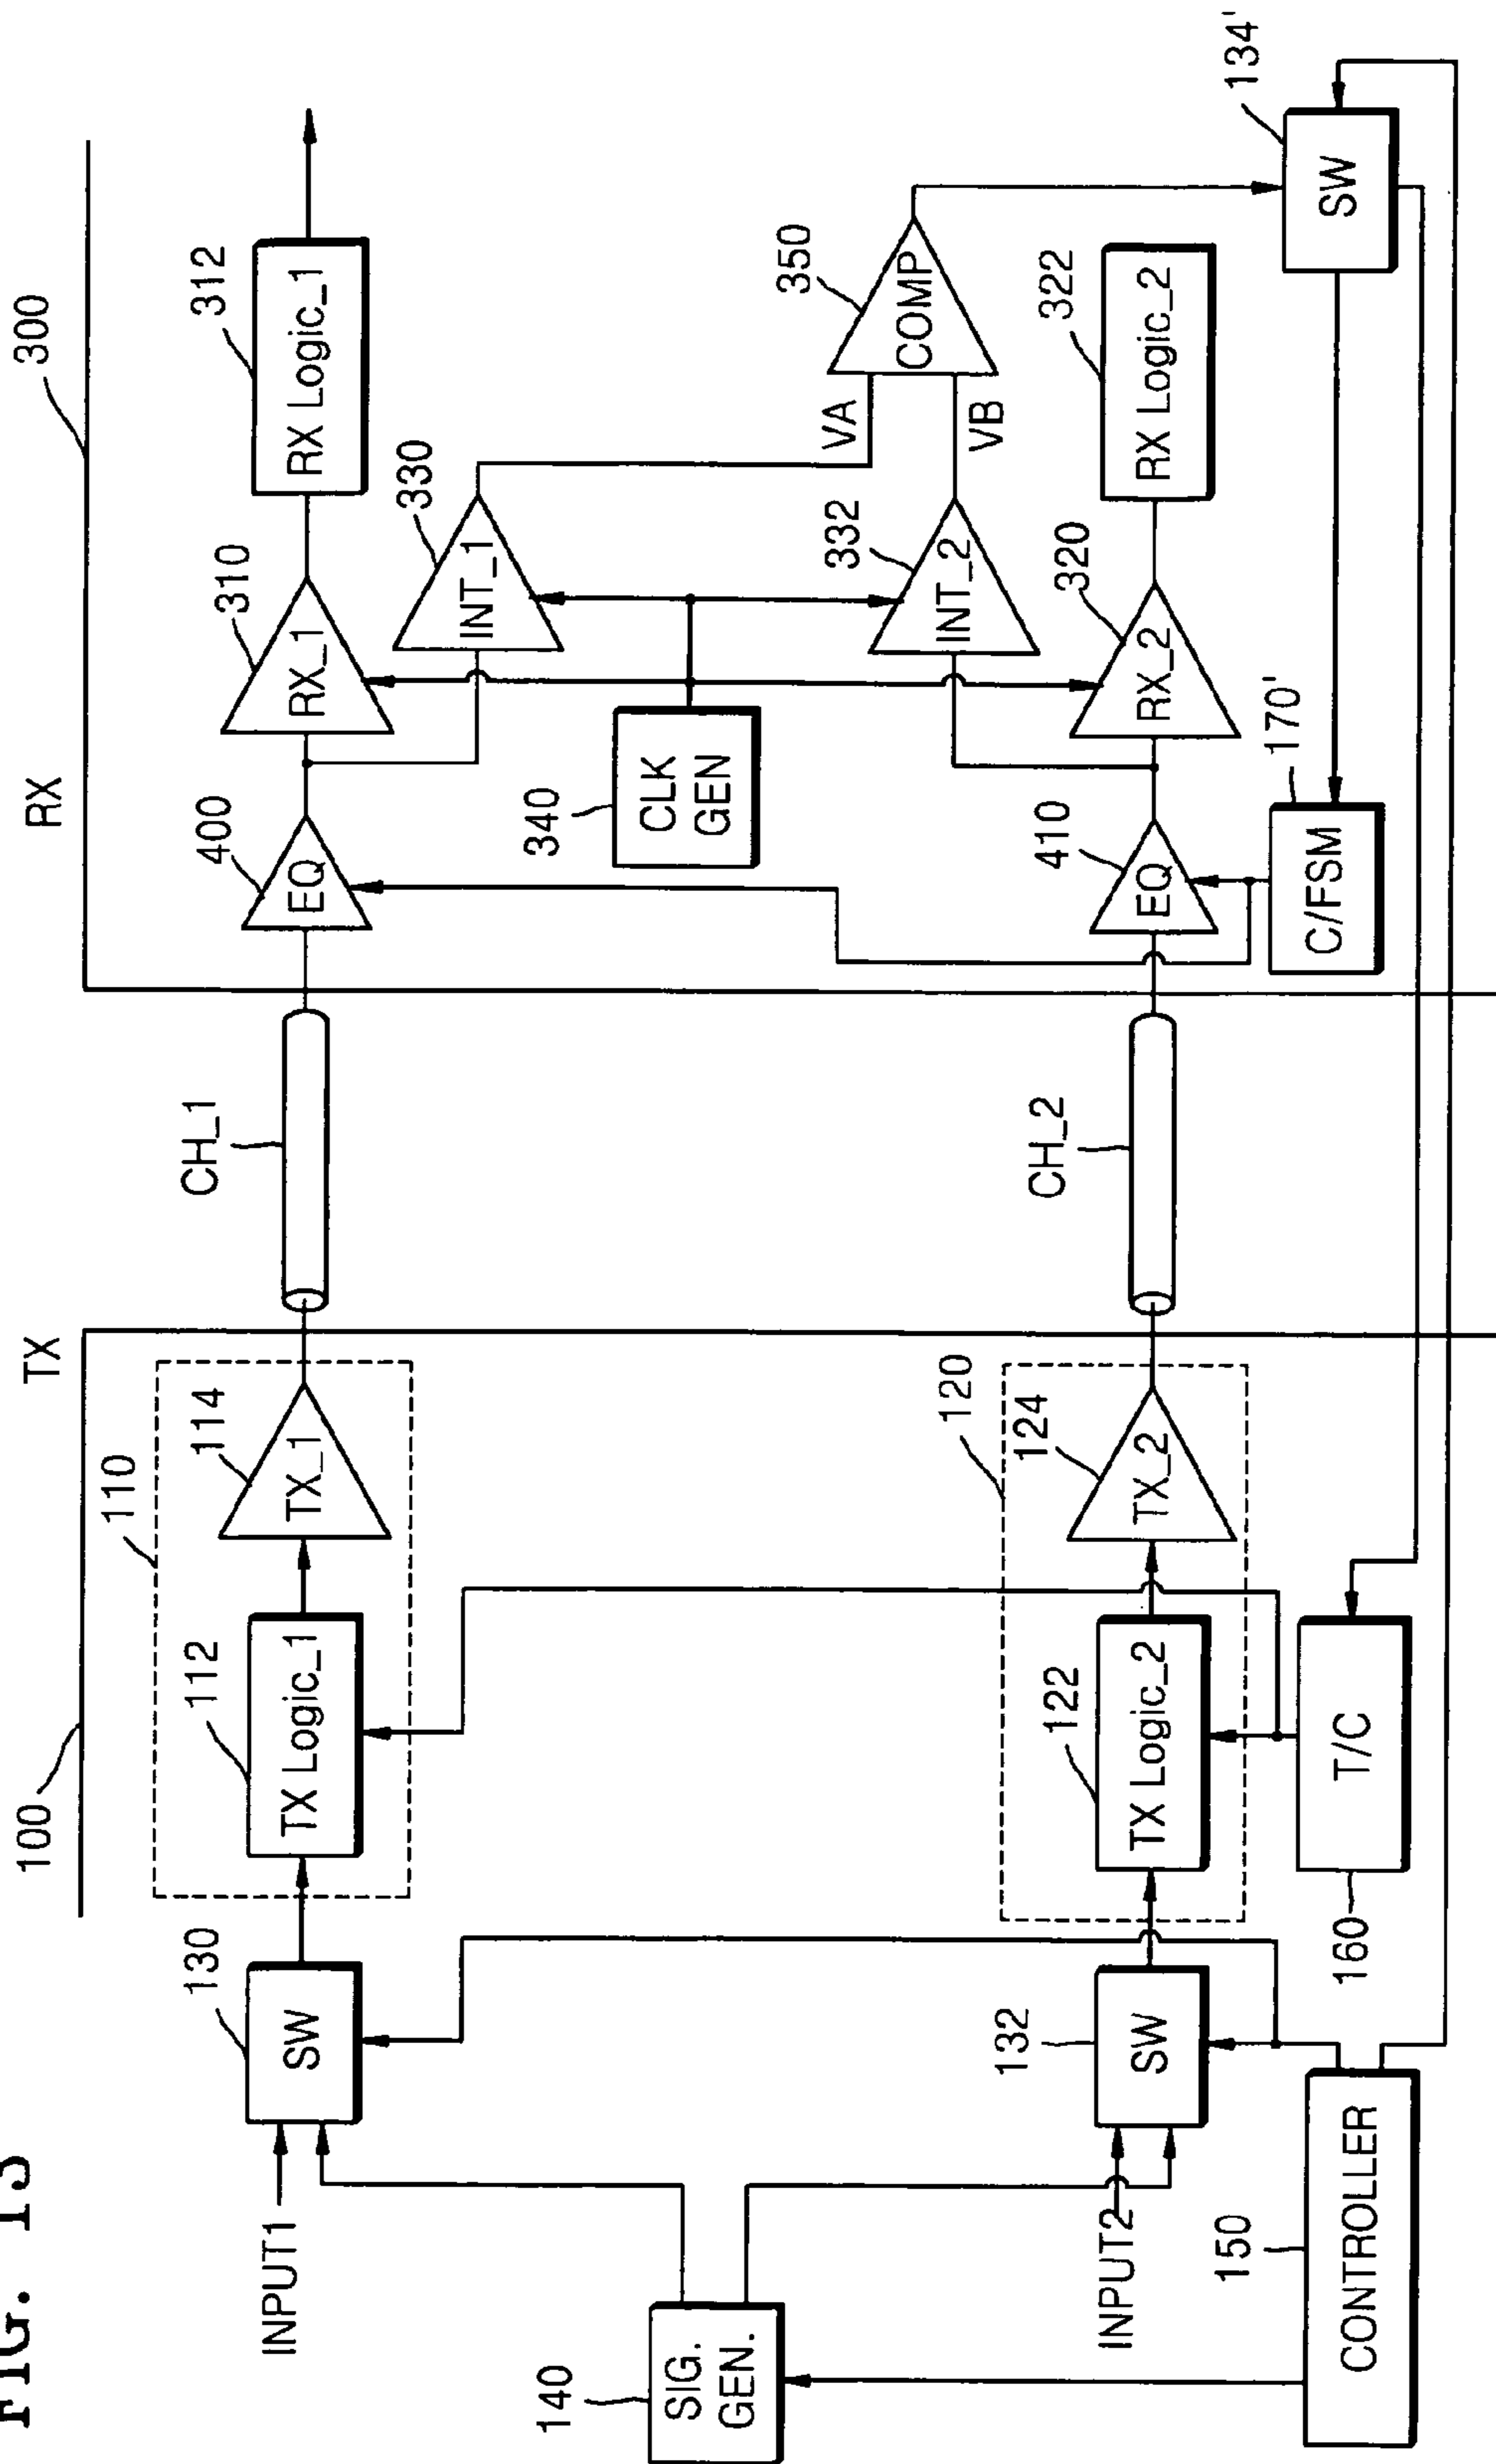 FIG.
100
TX
RX
300
110
130
112
114
CH_1
400
310
312
INPUT1
SW
TX Logic_1
TX_1
EQ
RX_1
RX Logic_1
330
INT_1
140
SIG.
GEN.
340
CLK
GEN
350
VA
COMP
332
INT_2
VB
120
132
122
124
CH_2
410
320
322
INPUT2
SW
TX Logic_2
TX_2
EQ
RX_2
RX Logic_2
150
CONTROLLER
160
T/C
170'
C/FSM
134'
SW